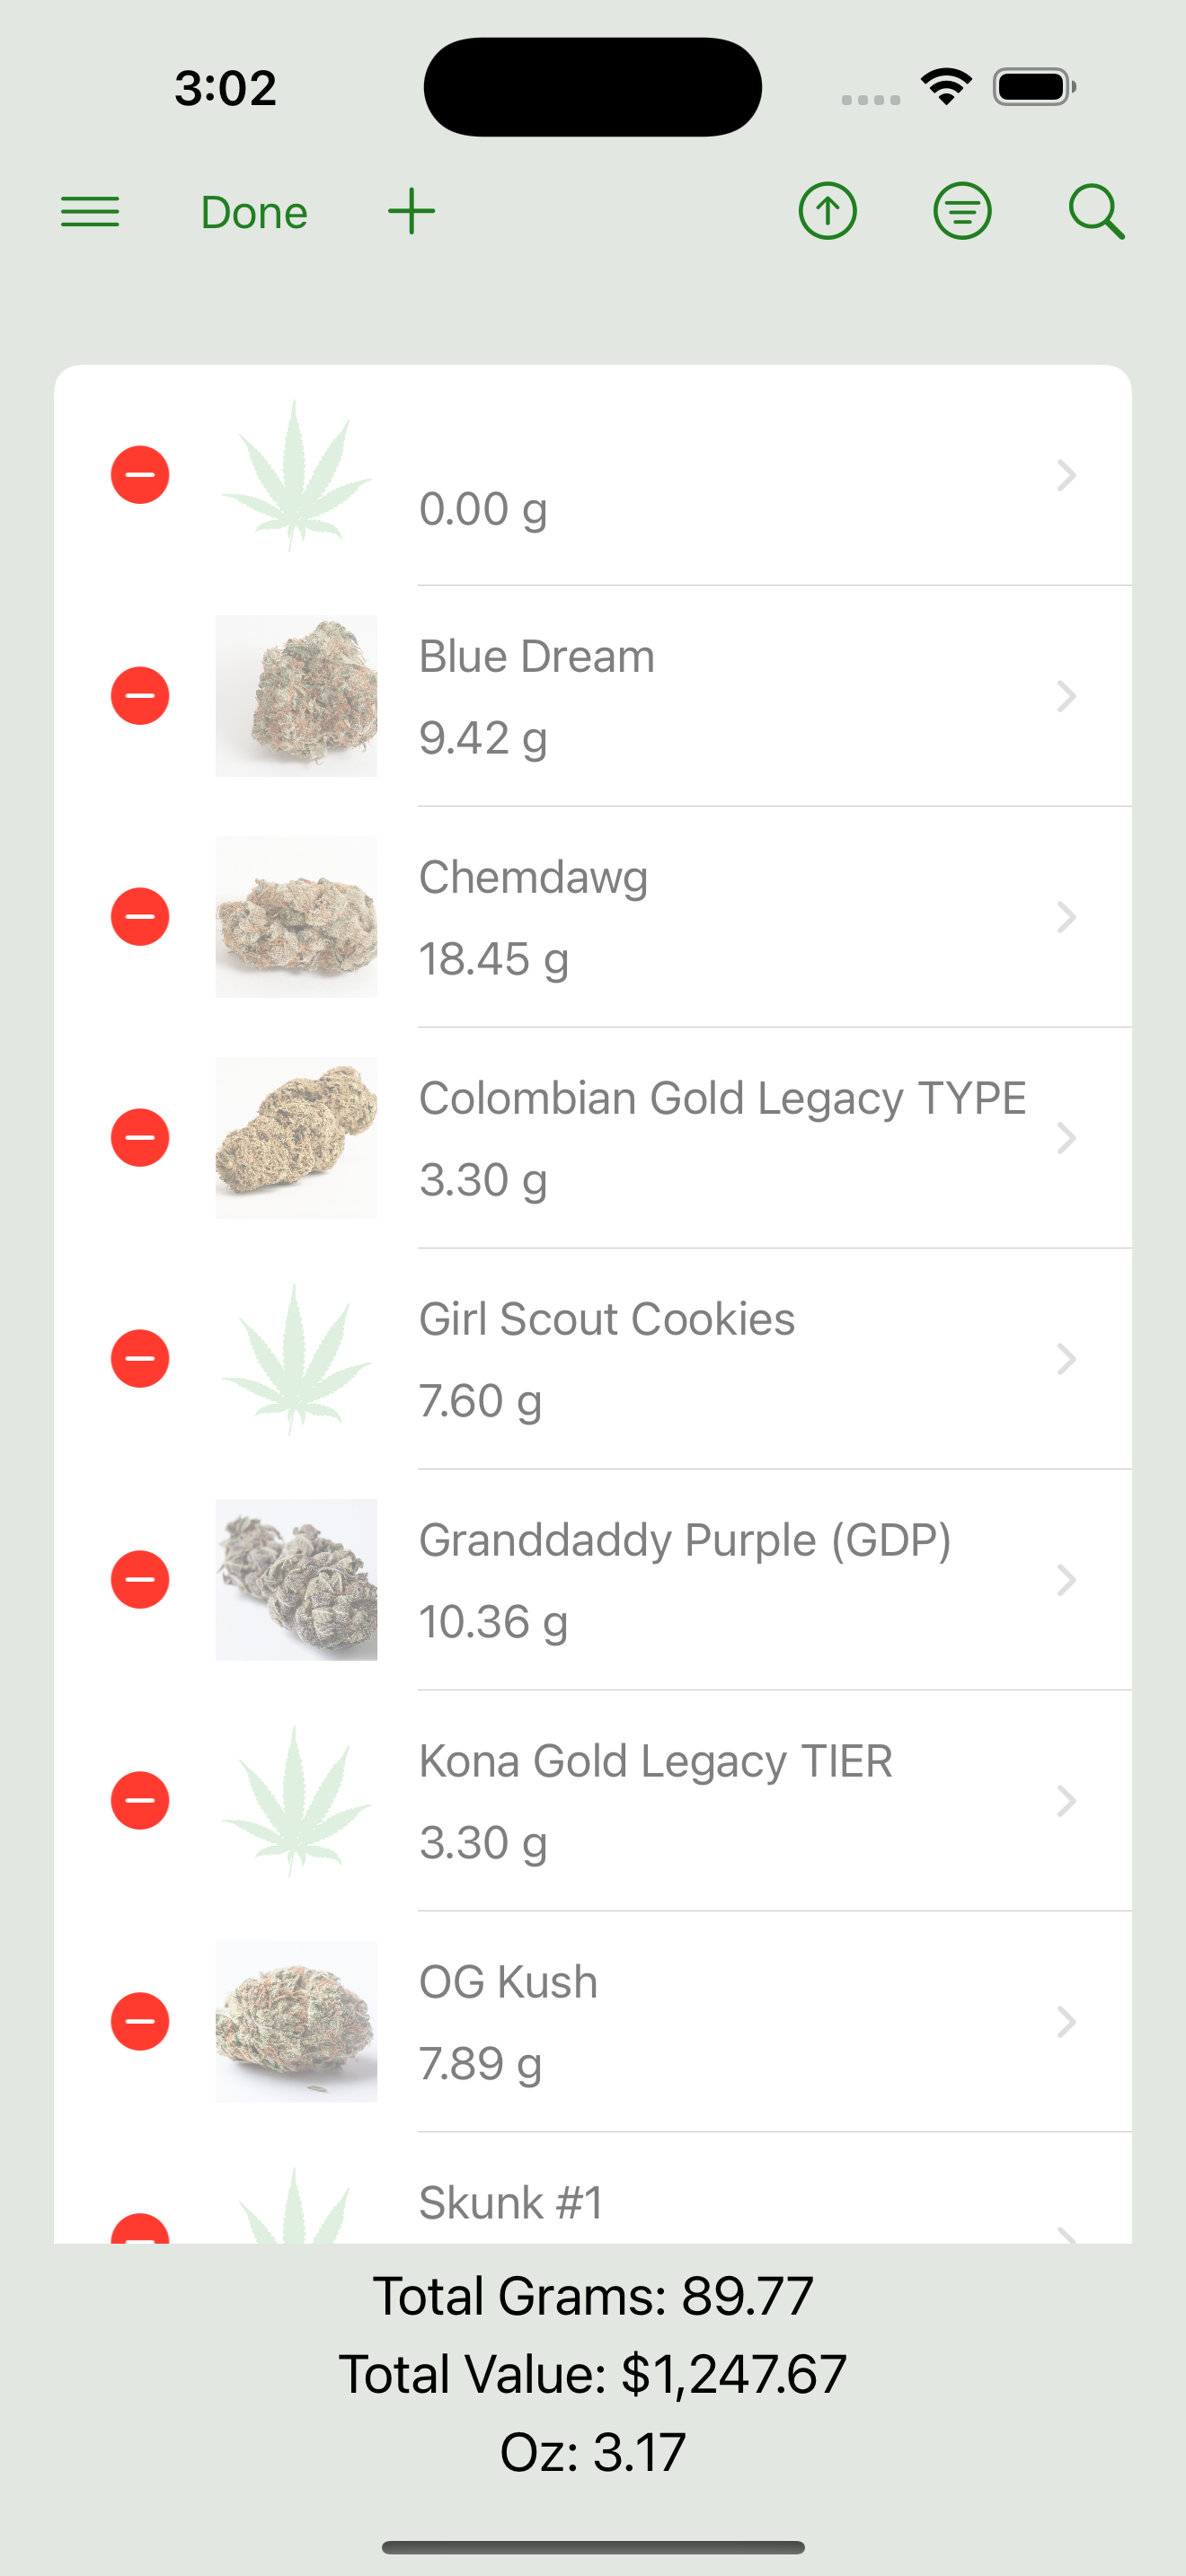 3:02
Done
0.00 g
Blue Dream
9.42 g
Chemdawg
18.45 g
Colombian Gold Legacy TYPE
3.30 g
Girl Scout Cookies
7.60 g
Granddaddy Purple (GDP)
10.36 g
Kona Gold Legacy TIER
3.30 g
OG Kush
7.89 g
Skunk #1
Total Grams: 89.77
Total Value: $1,247.67
Oz: 3.17